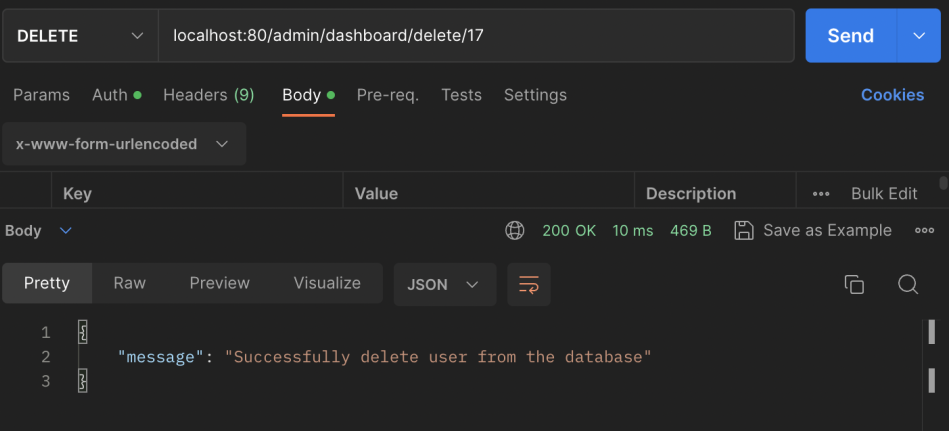 DELETE localhost:80/admin/dashboard/delete/17 Send
Params Auth Headers (9) Body Pre-req. Tests Settings Cookies
x-www-form-urlencoded
Key Value Description Bulk Edit
Body 200 OK 10 ms 469 B Save as Example
Pretty Raw Preview Visualize JSON
1 {
2 "message": "Successfully delete user from the database"
3 }